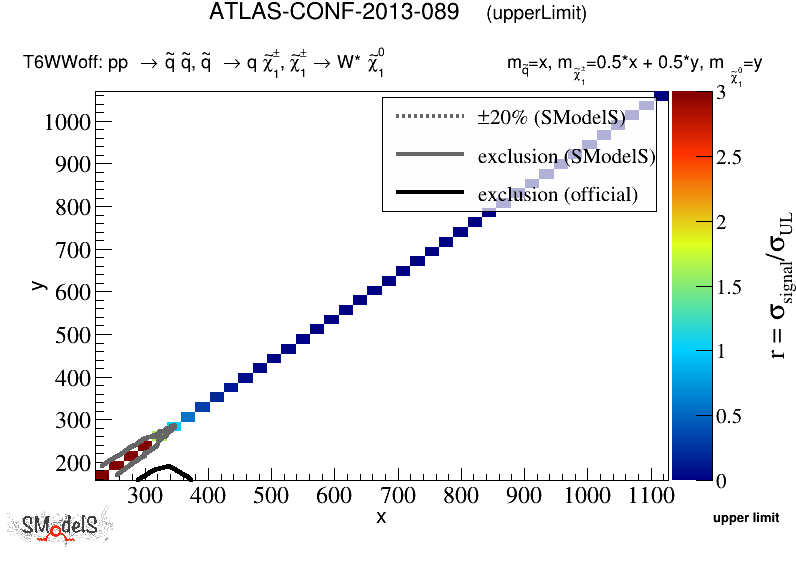 ATLAS-CONF-2013-089 (upperLimit)
T6WWoff: pp → q̃ q̃, q̃ → q χ̃₁±, χ̃₁± → W* χ̃₁⁰
m_q̃=x, m_χ̃₁±=0.5*x + 0.5*y, m_χ̃₁⁰=y
±20% (SModelS)
exclusion (SModelS)
exclusion (official)
y
1000
900
800
700
600
500
400
300
200
300 400 500 600 700 800 900 1000 1100
x
3
2.5
2
1.5
1
0.5
0
r = σ_signal/σ_UL
SModelS
upper limit